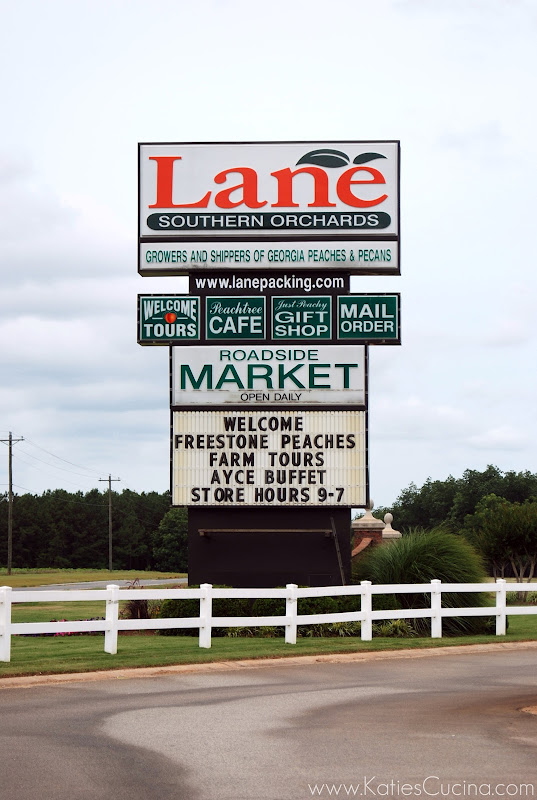 Lane
SOUTHERN ORCHARDS
GROWERS AND SHIPPERS OF GEORGIA PEACHES & PECANS
www.lanepacking.com
WELCOME
TOURS
Peachtree
CAFE
Just Peachy
GIFT
SHOP
MAIL
ORDER
ROADSIDE
MARKET
OPEN DAILY
WELCOME
FREESTONE PEACHES
FARM TOURS
AYCE BUFFET
STORE HOURS 9-7
www.KatiesCucina.com